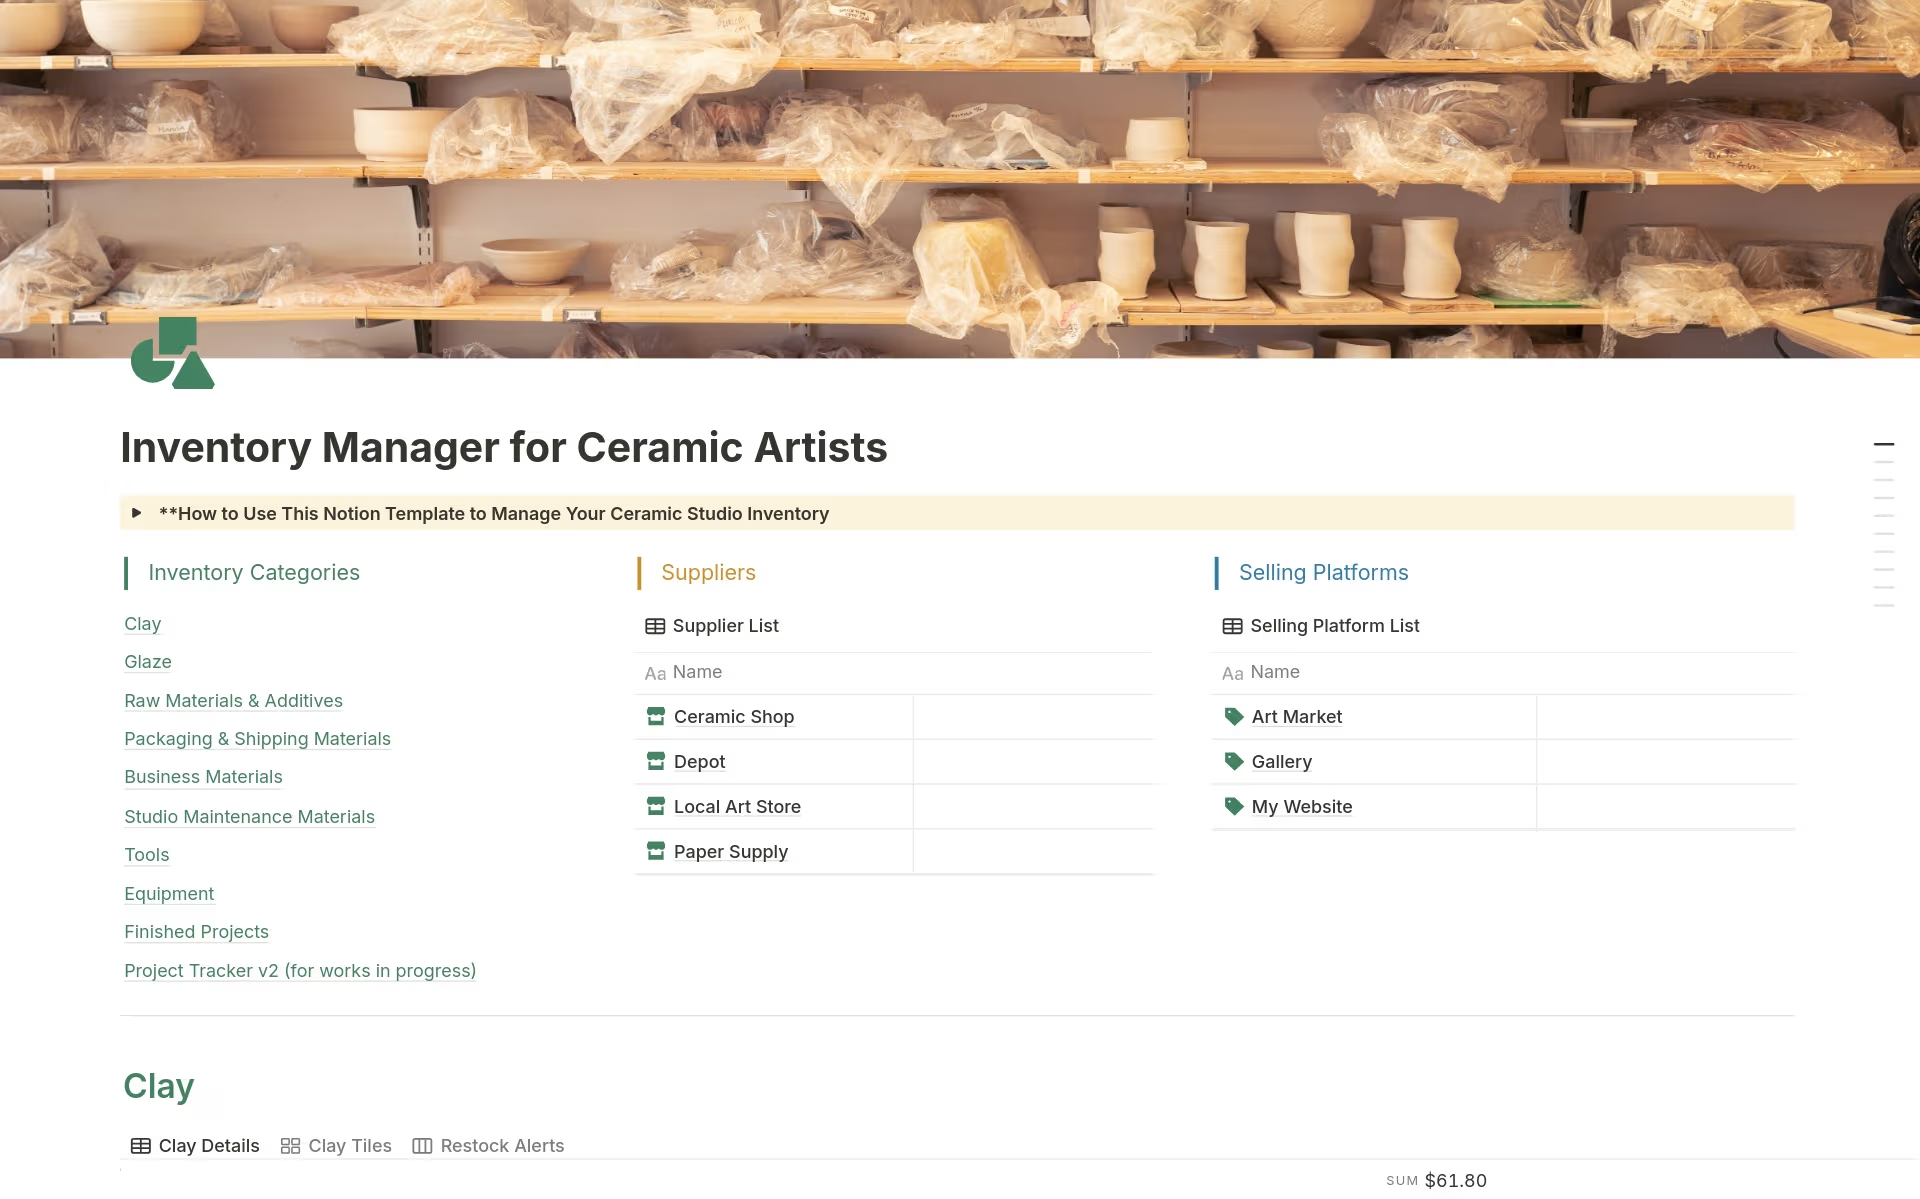 Inventory Manager for Ceramic Artists
**How to Use This Notion Template to Manage Your Ceramic Studio Inventory
Inventory Categories
Clay
Glaze
Raw Materials & Additives
Packaging & Shipping Materials
Business Materials
Studio Maintenance Materials
Tools
Equipment
Finished Projects
Project Tracker v2 (for works in progress)
Suppliers
Supplier List
Aa Name
Ceramic Shop
Depot
Local Art Store
Paper Supply
Selling Platforms
Selling Platform List
Aa Name
Art Market
Gallery
My Website
Clay
Clay Details Clay Tiles Restock Alerts
SUM $61.80